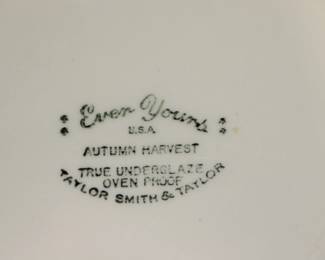 Ever Yours
U.S.A.
AUTUMN HARVEST
TRUE UNDERGLAZE
OVEN PROOF
TAYLOR SMITH & TAYLOR